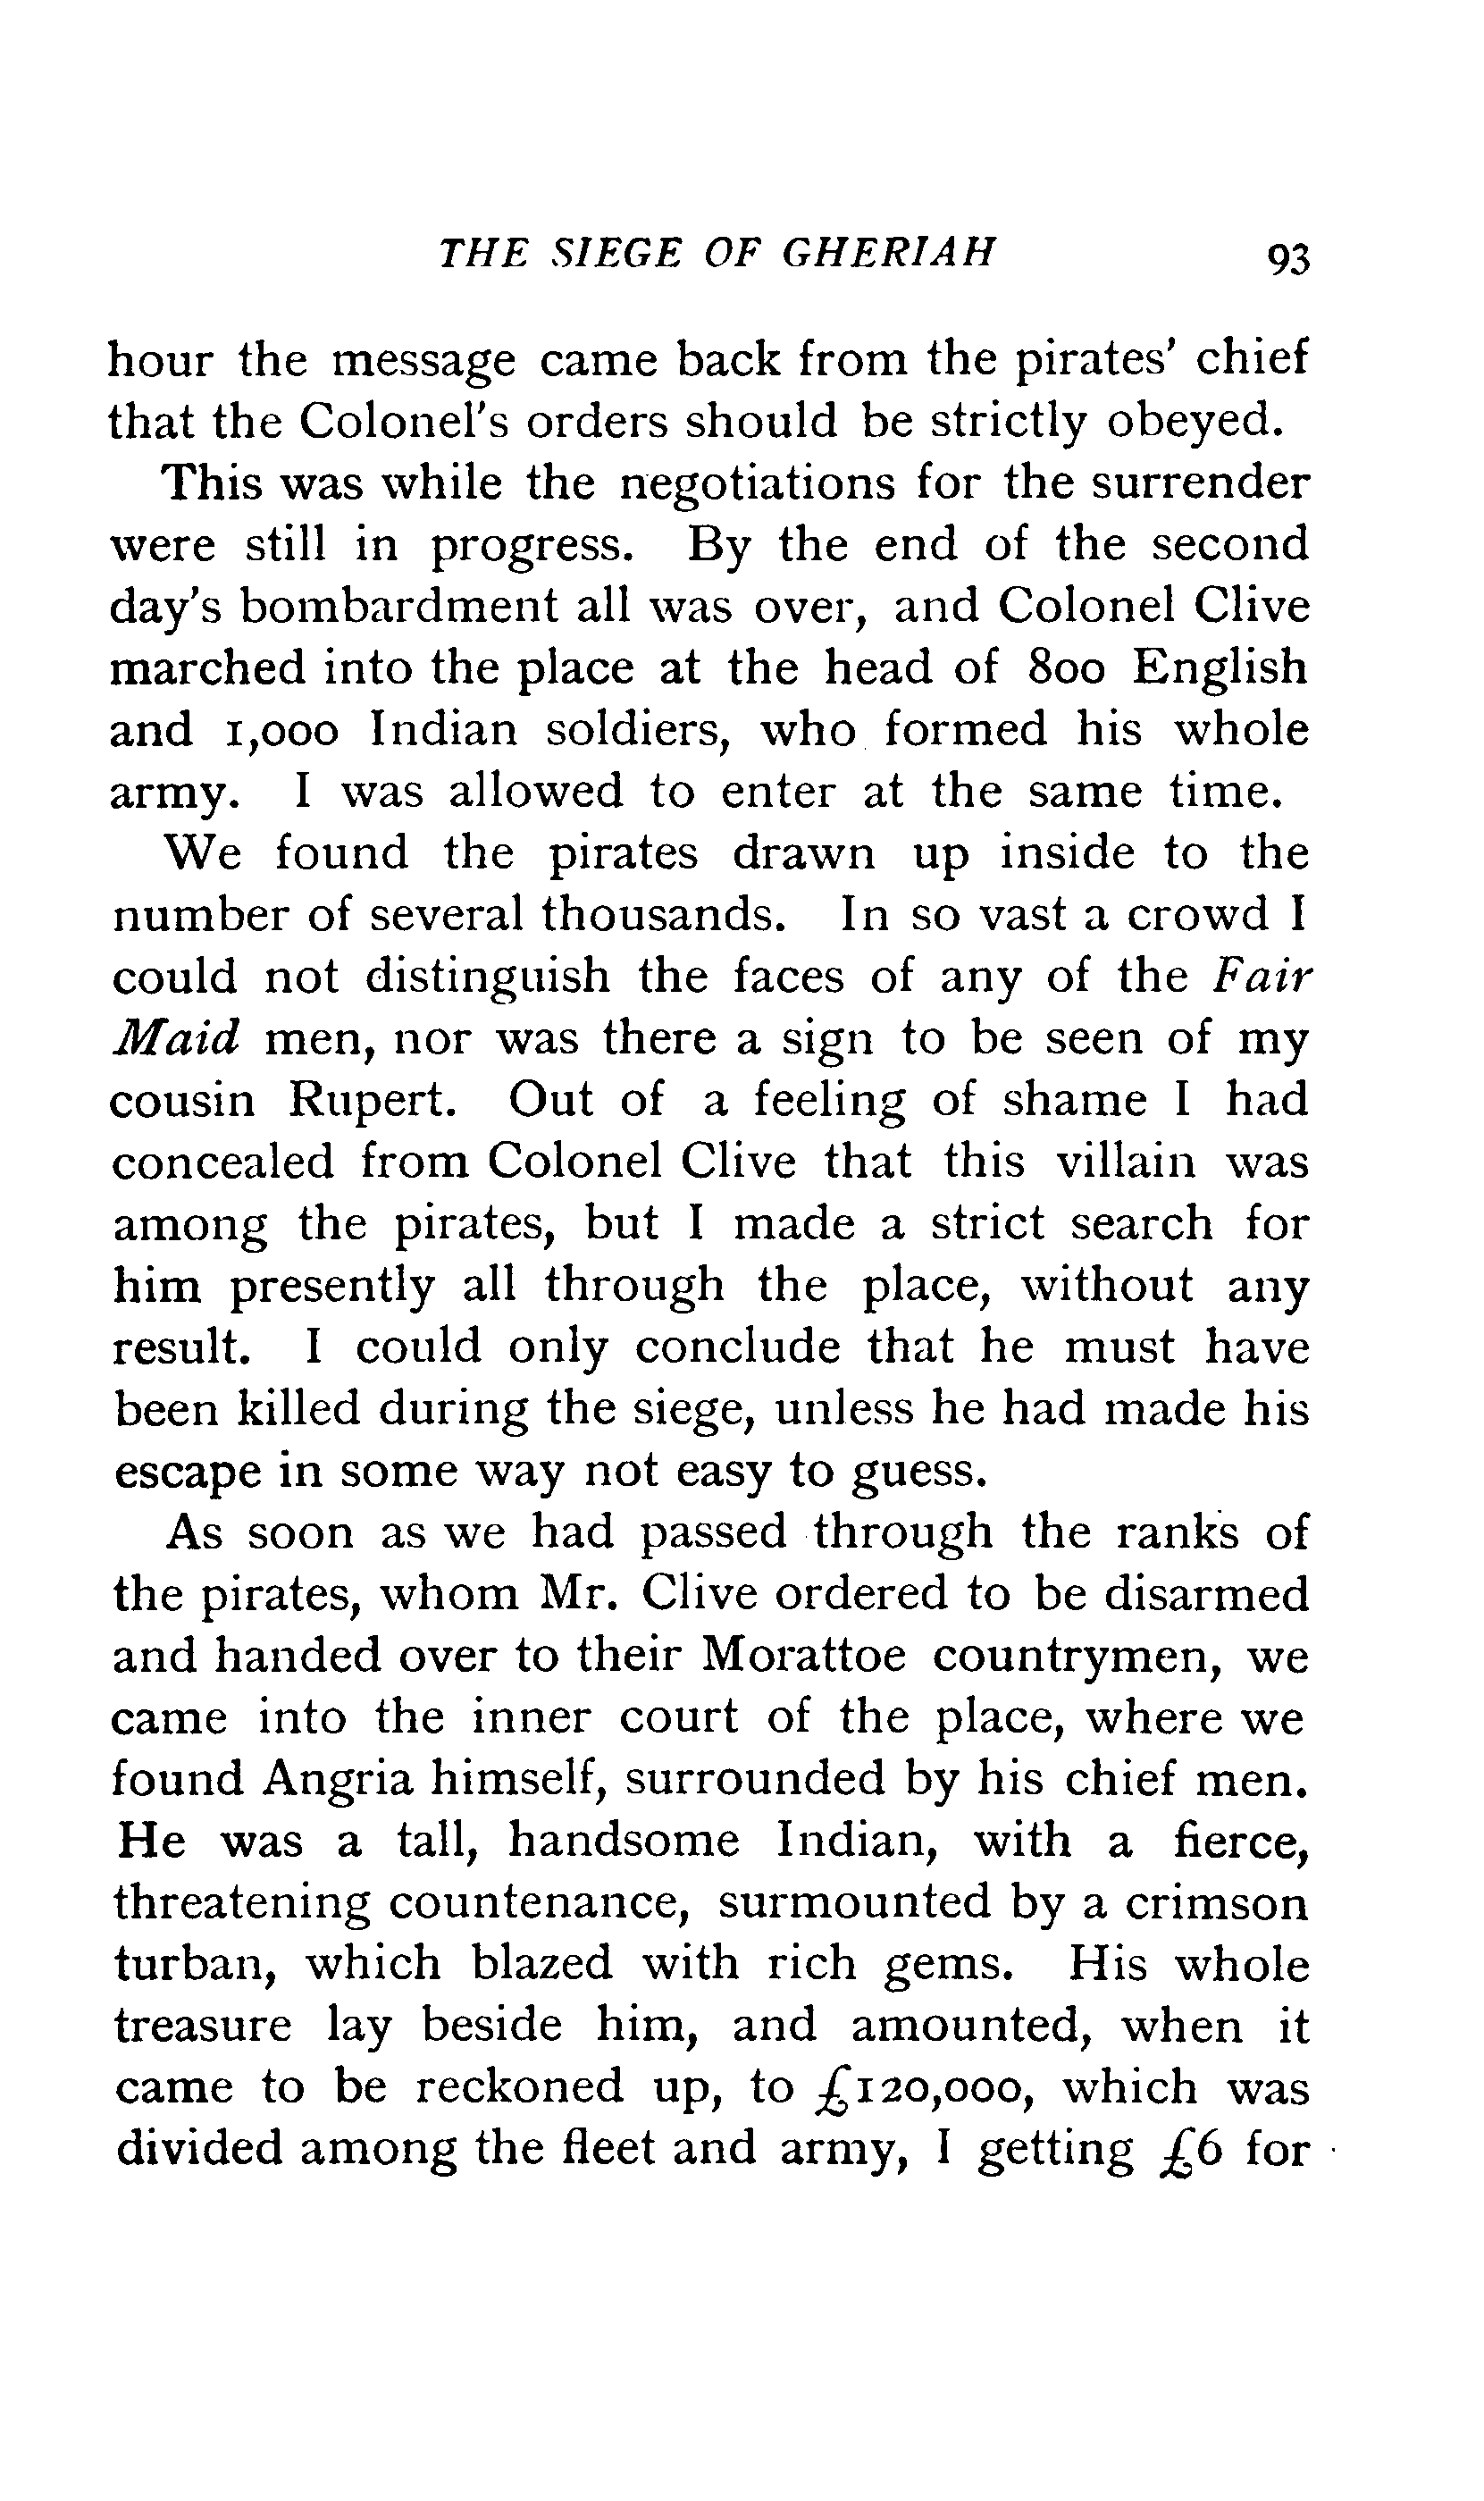 THE SIEGE OF GHERIAH 93
hour the message came back from the pirates' chief
that the Colonel's orders should be strictly obeyed.
This was while the negotiations for the surrender
were still in progress. By the end of the second
day's bombardment all was over, and Colonel Clive
marched into the place at the head of 800 English
and 1,000 Indian soldiers, who formed his whole
army. I was allowed to enter at the same time.
We found the pirates drawn up inside to the
number of several thousands. In so vast a crowd I
could not distinguish the faces of any of the Fair
Maid men, nor was there a sign to be seen of my
cousin Rupert. Out of a feeling of shame I had
concealed from Colonel Clive that this villain was
among the pirates, but I made a strict search for
him presently all through the place, without any
result. I could only conclude that he must have
been killed during the siege, unless he had made his
escape in some way not easy to guess.
As soon as we had passed through the ranks of
the pirates, whom Mr. Clive ordered to be disarmed
and handed over to their Morattoe countrymen, we
came into the inner court of the place, where we
found Angria himself, surrounded by his chief men.
He was a tall, handsome Indian, with a fierce,
threatening countenance, surmounted by a crimson
turban, which blazed with rich gems. His whole
treasure lay beside him, and amounted, when it
came to be reckoned up, to £120,000, which was
divided among the fleet and army, I getting £6 for